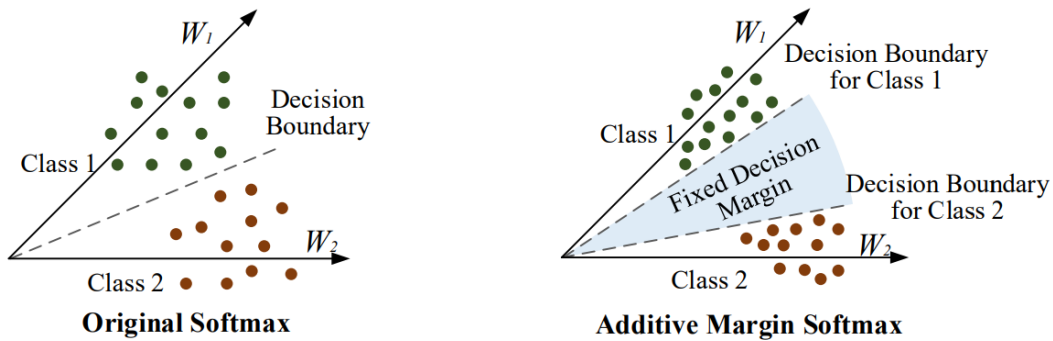 W1
Decision
Boundary
Class 1
W2
Class 2
Original Softmax
W1
Decision Boundary
for Class 1
Class 1
Fixed Decision
Margin
Decision Boundary
for Class 2
W2
Class 2
Additive Margin Softmax